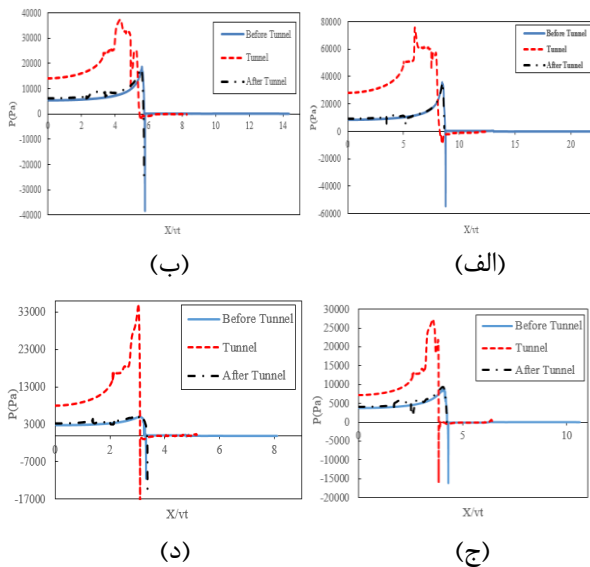 P(Pa)
40000
30000
20000
10000
0
-10000
-20000
-30000
-40000
0 2 4 6 8 10 12 14
X/vt
Before Tunnel
Tunnel
After Tunnel
(ب)
P(Pa)
80000
60000
40000
20000
0
-20000
-40000
-60000
0 5 10 15 20
X/vt
Before Tunnel
Tunnel
After Tunnel
(الف)
P(Pa)
33000
23000
13000
3000
-7000
-17000
0 2 4 6 8
X/vt
Before Tunnel
Tunnel
After Tunnel
(د)
P(Pa)
30000
25000
20000
15000
10000
5000
0
-5000
-10000
-15000
-20000
0 5 10
X/vt
Before Tunnel
Tunnel
After Tunnel
(ج)